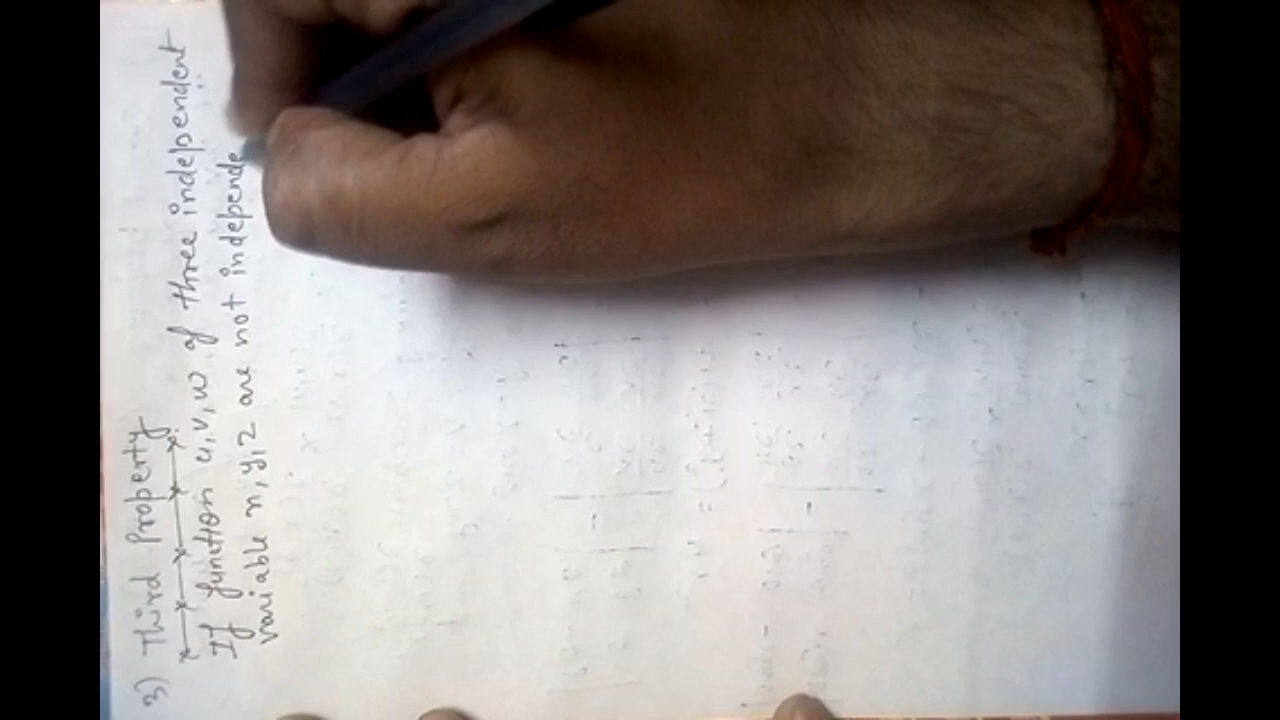 3) Third Property
If function u, v, w of three independent
variable x, y, z are not independe